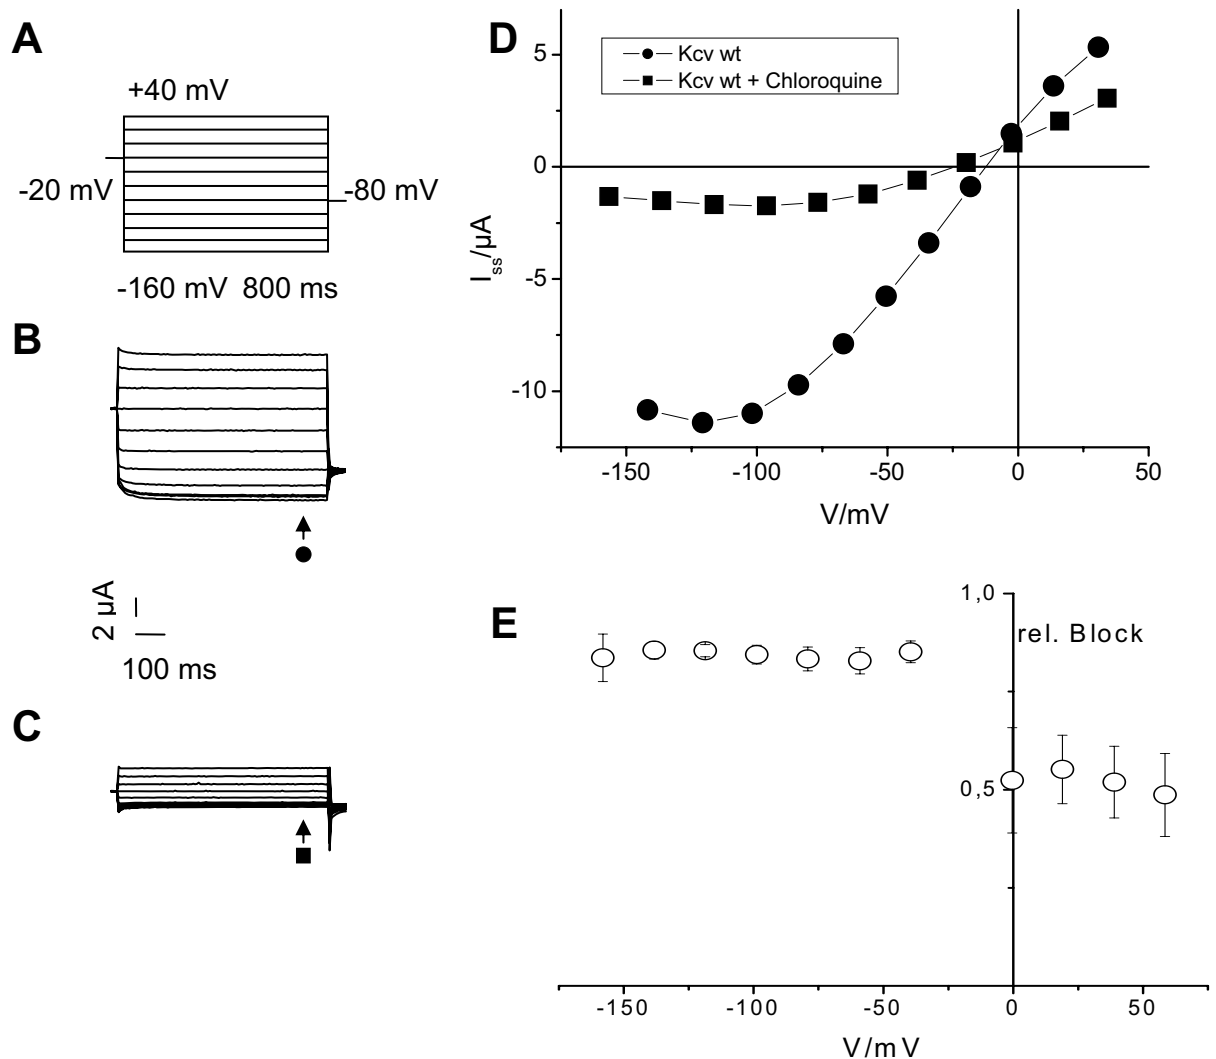 A
+40 mV
-20 mV
-80 mV
-160 mV 800 ms
B
2 µA
100 ms
C
D
Kcv wt
Kcv wt + Chloroquine
5
0
-5
-10
I_ss/µA
-150 -100 -50 0 50
V/mV
E
1,0
rel. Block
0,5
-150 -100 -50 0 50
V/mV